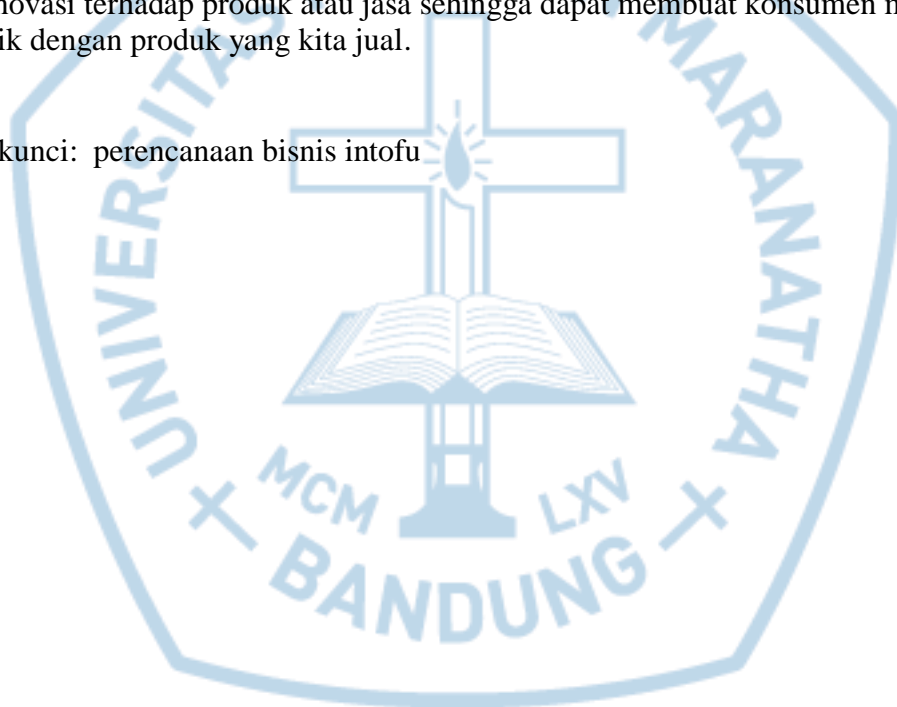 novasi terhadap produk atau jasa sehingga dapat membuat konsumen
ik dengan produk yang kita jual.
kunci: perencanaan bisnis intofu
UNIVERSITAS
MARANATHA
MCM
LXV
BANDUNG